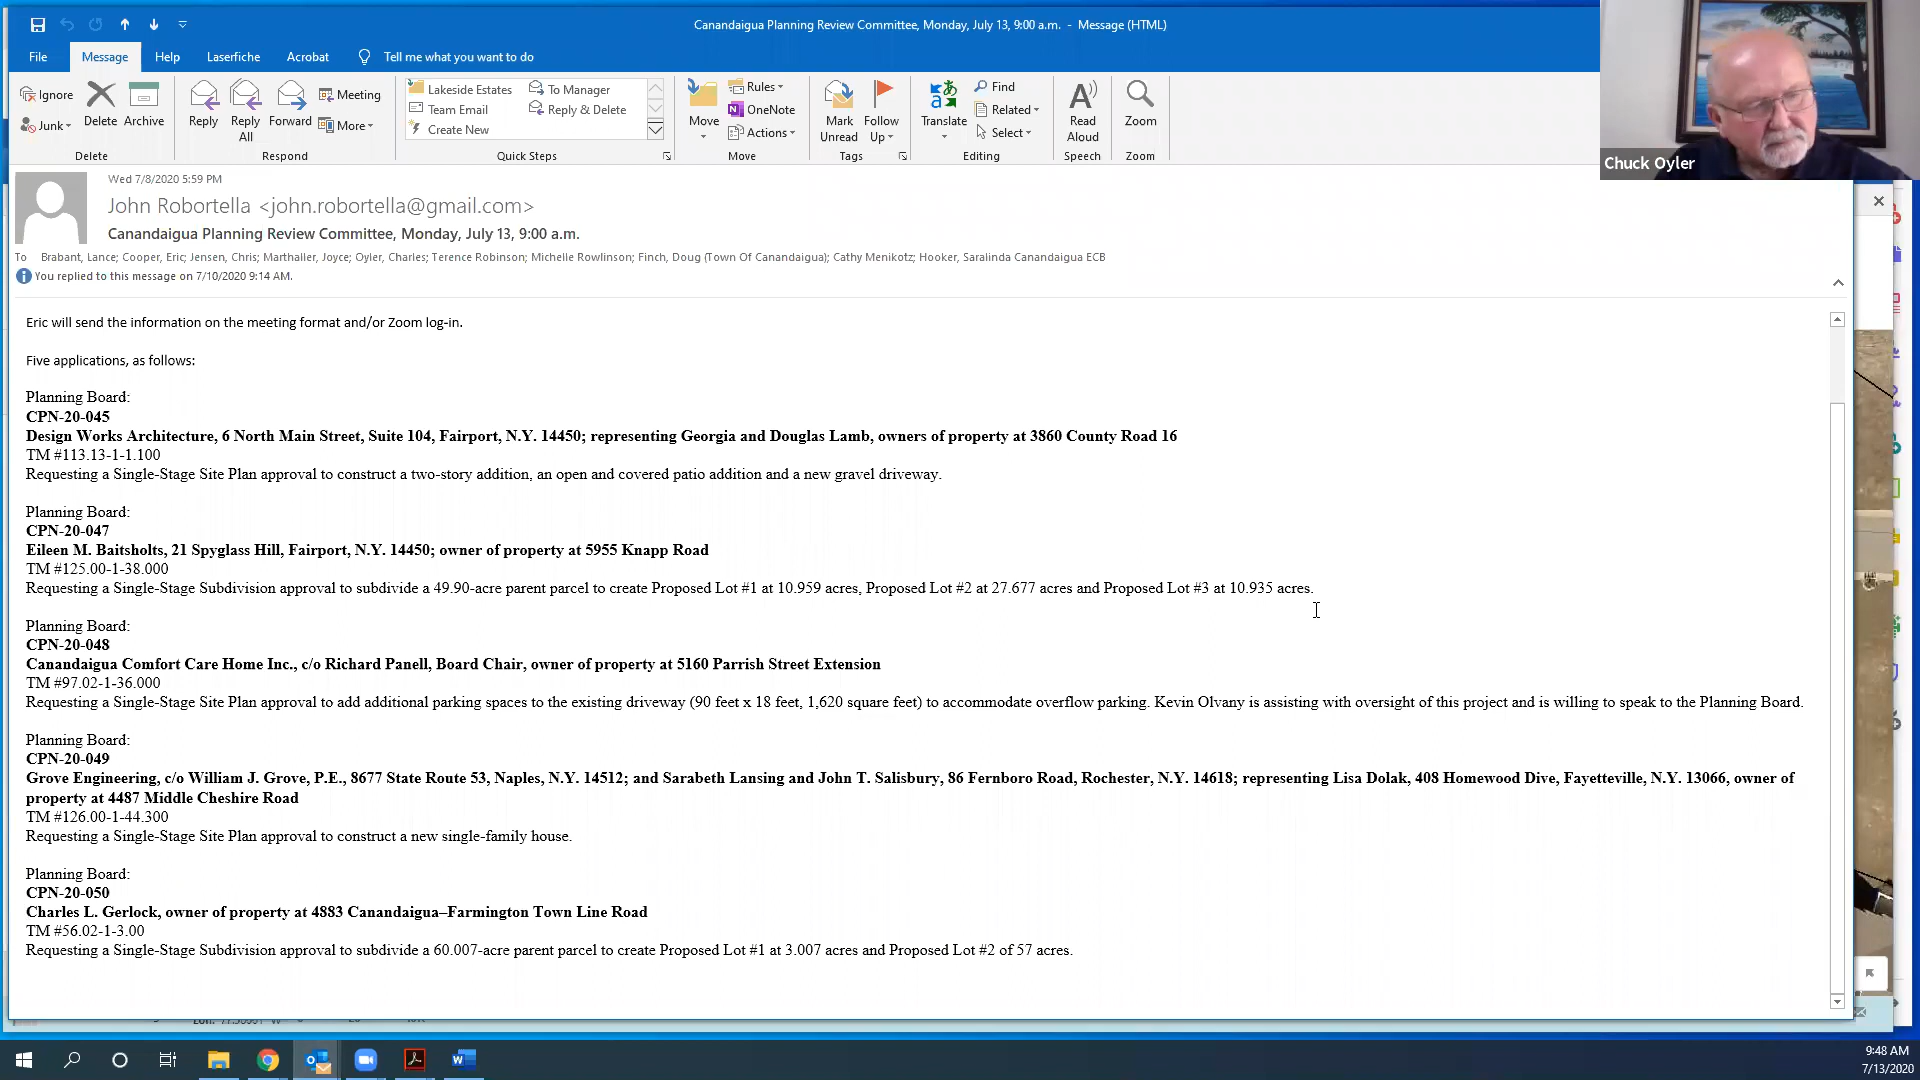 Canandaigua Planning Review Committee, Monday, July 13, 9:00 a.m. - Message (HTML)
File Message Help Laserfiche Acrobat Tell me what you want to do
Ignore
Junk
Delete
Archive
Delete
Reply
Reply All
Forward
Meeting
More
Respond
Lakeside Estates
Team Email
Create New
To Manager
Reply & Delete
Quick Steps
Move
Rules
OneNote
Actions
Move
Mark Unread
Follow Up
Tags
Translate
Find
Related
Select
Editing
Read Aloud
Speech
Zoom
Zoom
Chuck Oyler
Wed 7/8/2020 5:59 PM
John Robortella <john.robortella@gmail.com>
Canandaigua Planning Review Committee, Monday, July 13, 9:00 a.m.
To Brabant, Lance; Cooper, Eric; Jensen, Chris; Marthaller, Joyce; Oyler, Charles; Terence Robinson; Michelle Rowlinson; Finch, Doug (Town Of Canandaigua); Cathy Menikotz; Hooker, Saralinda Canandaigua ECB
You replied to this message on 7/10/2020 9:14 AM.
Eric will send the information on the meeting format and/or Zoom log-in.
Five applications, as follows:
Planning Board:
CPN-20-045
Design Works Architecture, 6 North Main Street, Suite 104, Fairport, N.Y. 14450; representing Georgia and Douglas Lamb, owners of property at 3860 County Road 16
TM #113.13-1-1.100
Requesting a Single-Stage Site Plan approval to construct a two-story addition, an open and covered patio addition and a new gravel driveway.
Planning Board:
CPN-20-047
Eileen M. Baitsholts, 21 Spyglass Hill, Fairport, N.Y. 14450; owner of property at 5955 Knapp Road
TM #125.00-1-38.000
Requesting a Single-Stage Subdivision approval to subdivide a 49.90-acre parent parcel to create Proposed Lot #1 at 10.959 acres, Proposed Lot #2 at 27.677 acres and Proposed Lot #3 at 10.935 acres.
Planning Board:
CPN-20-048
Canandaigua Comfort Care Home Inc., c/o Richard Panell, Board Chair, owner of property at 5160 Parrish Street Extension
TM #97.02-1-36.000
Requesting a Single-Stage Site Plan approval to add additional parking spaces to the existing driveway (90 feet x 18 feet, 1,620 square feet) to accommodate overflow parking. Kevin Olvany is assisting with oversight of this project and is willing to speak to the Planning Board.
Planning Board:
CPN-20-049
Grove Engineering, c/o William J. Grove, P.E., 8677 State Route 53, Naples, N.Y. 14512; and Sarabeth Lansing and John T. Salisbury, 86 Fernboro Road, Rochester, N.Y. 14618; representing Lisa Dolak, 408 Homewood Dive, Fayetteville, N.Y. 13066, owner of
property at 4487 Middle Cheshire Road
TM #126.00-1-44.300
Requesting a Single-Stage Site Plan approval to construct a new single-family house.
Planning Board:
CPN-20-050
Charles L. Gerlock, owner of property at 4883 Canandaigua–Farmington Town Line Road
TM #56.02-1-3.00
Requesting a Single-Stage Subdivision approval to subdivide a 60.007-acre parent parcel to create Proposed Lot #1 at 3.007 acres and Proposed Lot #2 of 57 acres.
9:48 AM
7/13/2020